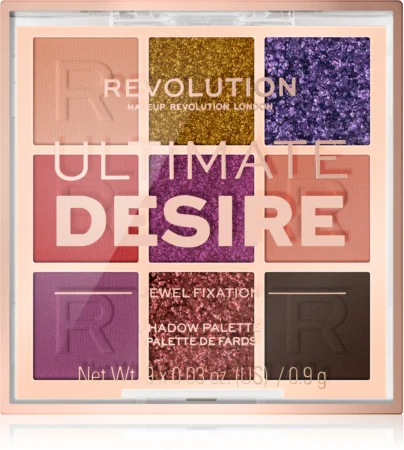 R
REVOLUTION
MAKEUP REVOLUTION LONDON
ULTIMATE
R
DESIRE
R
JEWEL FIXATION
R
SHADOW PALETTE
PALETTE DE FARDS
Net Wt. 9 x 0.03 oz. (US) / 0.9 g